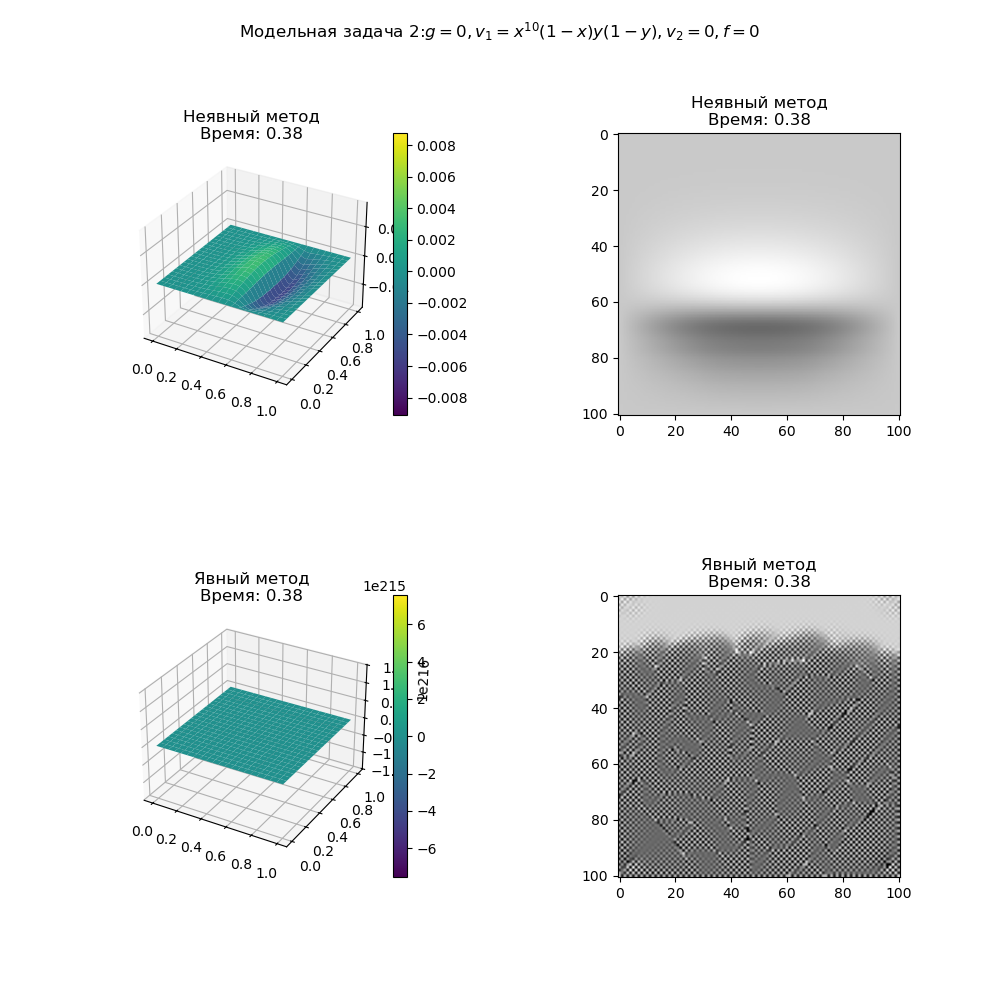 Модельная задача 2:g = 0, v₁ = x¹⁰(1 − x)y(1 − y), v₂ = 0, f = 0
Неявный метод
Время: 0.38
0.008
0.006
0.004
0.002
0.000
−0.002
−0.004
−0.006
−0.008
0.0 0.2 0.4 0.6 0.8 1.0
0.0 0.2 0.4 0.6 0.8 1.0
Неявный метод
Время: 0.38
0
20
40
60
80
100
0 20 40 60 80 100
Явный метод
Время: 0.38
1e215
6
4
2
0
−2
−4
−6
0.0 0.2 0.4 0.6 0.8 1.0
0.0 0.2 0.4 0.6 0.8 1.0
Явный метод
Время: 0.38
0
20
40
60
80
100
0 20 40 60 80 100